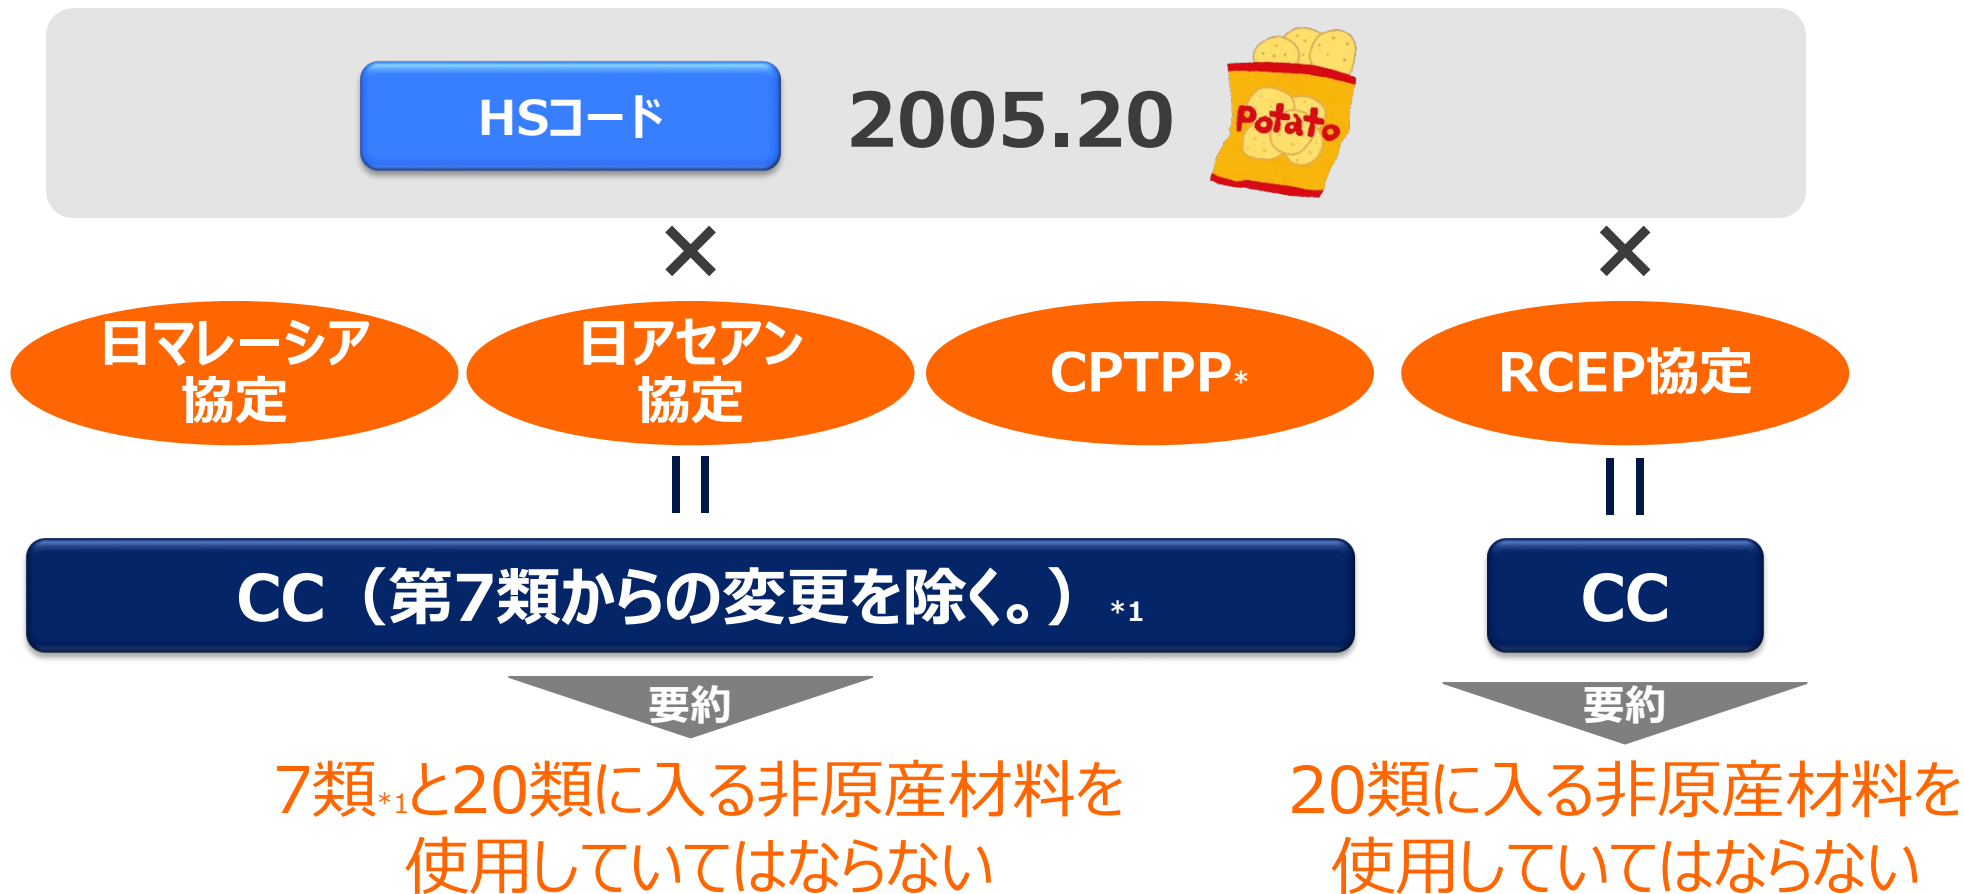 HSコード
2005.20
Potato
×
×
日マレーシア
協定
日アセアン
協定
CPTPP*
RCEP協定
CC（第7類からの変更を除く。）*1
CC
要約
要約
7類*1と20類に入る非原産材料を
使用していてはならない
20類に入る非原産材料を
使用していてはならない